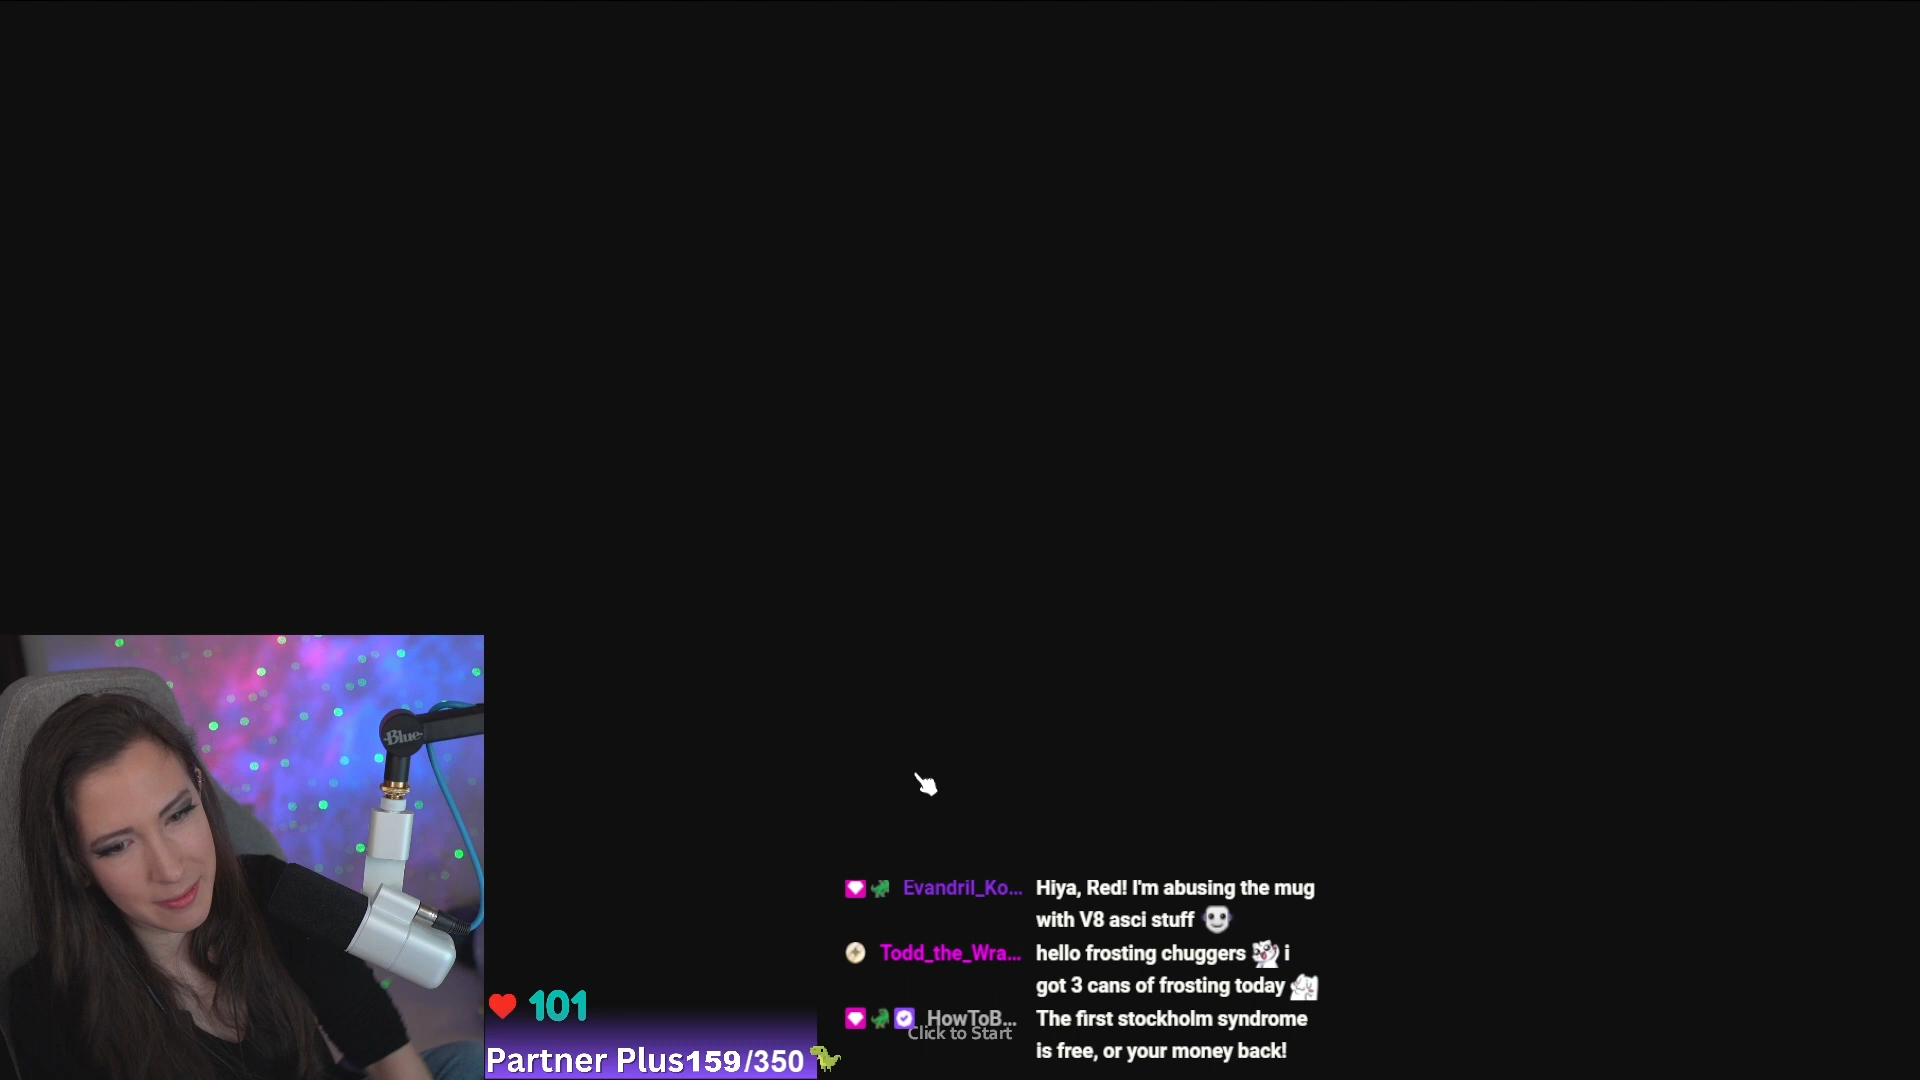 Blue
Evandril_Ko... Hiya, Red! I'm abusing the mug
with V8 asci stuff
Todd_the_Wra... hello frosting chuggers i
got 3 cans of frosting today
HowToB... The first stockholm syndrome
is free, or your money back!
Click to Start
101
Partner Plus159/350